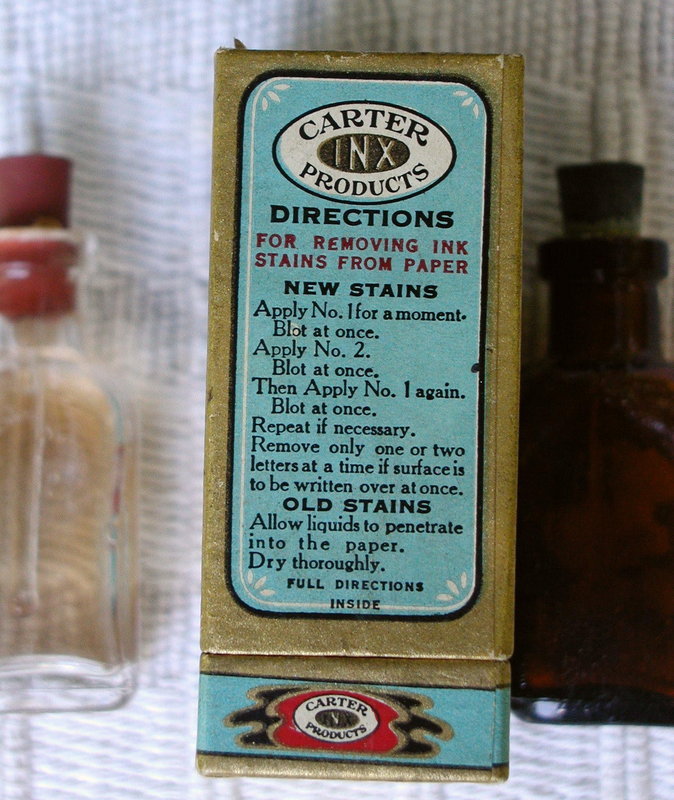 CARTER
INX
PRODUCTS
DIRECTIONS
FOR REMOVING INK
STAINS FROM PAPER
NEW STAINS
Apply No. 1 for a moment.
Blot at once.
Apply No. 2.
Blot at once.
Then Apply No. 1 again.
Blot at once.
Repeat if necessary.
Remove only one or two
letters at a time if surface is
to be written over at once.
OLD STAINS
Allow liquids to penetrate
into the paper.
Dry thoroughly.
FULL DIRECTIONS
INSIDE
CARTER
INX
PRODUCTS